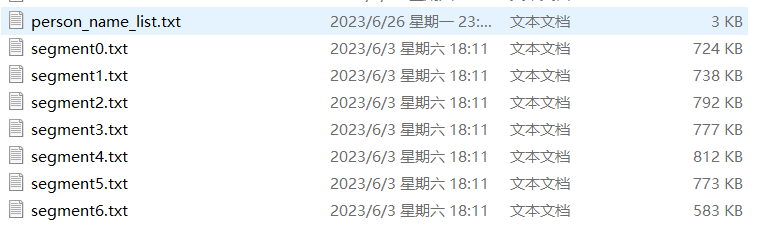 person_name_list.txt 2023/6/26 星期一 23:... 文本文档 3 KB
segment0.txt 2023/6/3 星期六 18:11 文本文档 724 KB
segment1.txt 2023/6/3 星期六 18:11 文本文档 738 KB
segment2.txt 2023/6/3 星期六 18:11 文本文档 792 KB
segment3.txt 2023/6/3 星期六 18:11 文本文档 777 KB
segment4.txt 2023/6/3 星期六 18:11 文本文档 812 KB
segment5.txt 2023/6/3 星期六 18:11 文本文档 773 KB
segment6.txt 2023/6/3 星期六 18:11 文本文档 583 KB